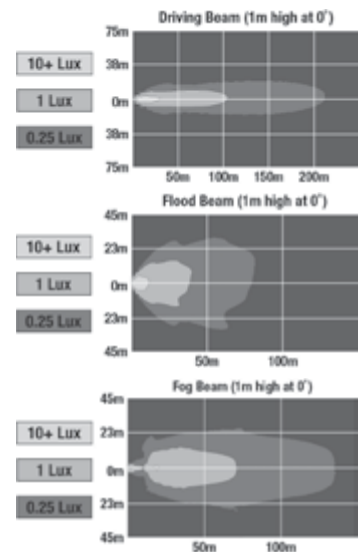 Driving Beam (1m high at 0˚)
75m
38m
0m
38m
75m
10+ Lux
1 Lux
0.25 Lux
50m 100m 150m 200m
Flood Beam (1m high at 0˚)
45m
23m
0m
23m
45m
10+ Lux
1 Lux
0.25 Lux
50m 100m
Fog Beam (1m high at 0˚)
45m
23m
0m
23m
45m
10+ Lux
1 Lux
0.25 Lux
50m 100m